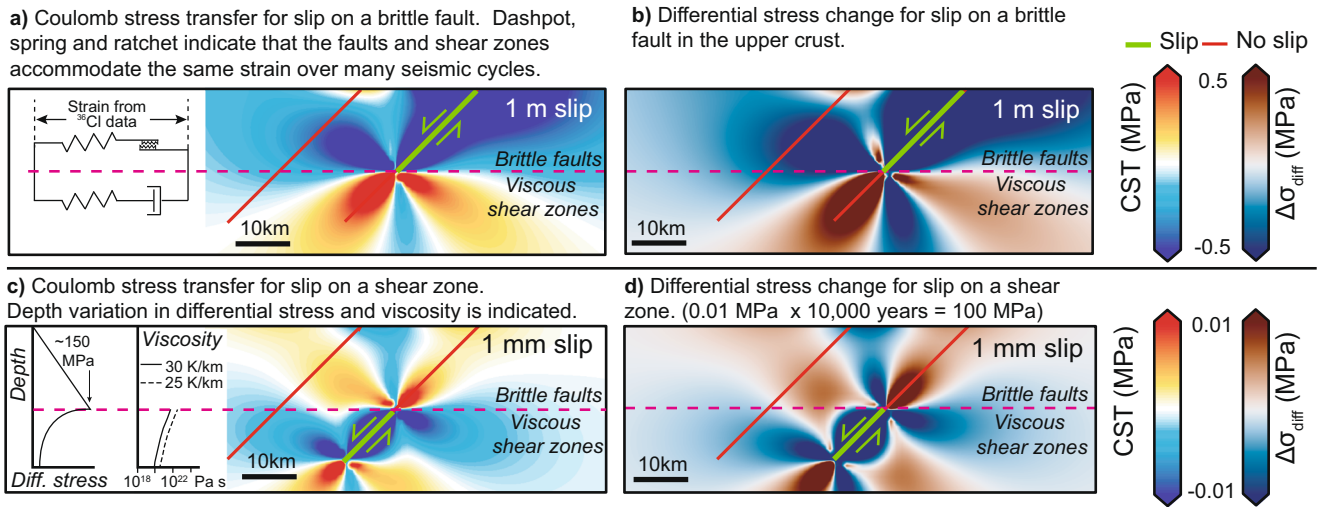 a) Coulomb stress transfer for slip on a brittle fault.  Dashpot,
spring and ratchet indicate that the faults and shear zones
accommodate the same strain over many seismic cycles.
Strain from
³⁶Cl data
1 m slip
Brittle faults
Viscous
shear zones
10km
b) Differential stress change for slip on a brittle
fault in the upper crust.
1 m slip
Brittle faults
Viscous
shear zones
10km
Slip
No slip
CST (MPa)
0.5
-0.5
Δσdiff (MPa)
c) Coulomb stress transfer for slip on a shear zone.
Depth variation in differential stress and viscosity is indicated.
Depth
~150
MPa
Diff. stress
Viscosity
30 K/km
25 K/km
10¹⁸ 10²² Pa s
1 mm slip
Brittle faults
Viscous
shear zones
10km
d) Differential stress change for slip on a shear
zone. (0.01 MPa  x 10,000 years = 100 MPa)
1 mm slip
Brittle faults
Viscous
shear zones
10km
CST (MPa)
0.01
-0.01
Δσdiff (MPa)